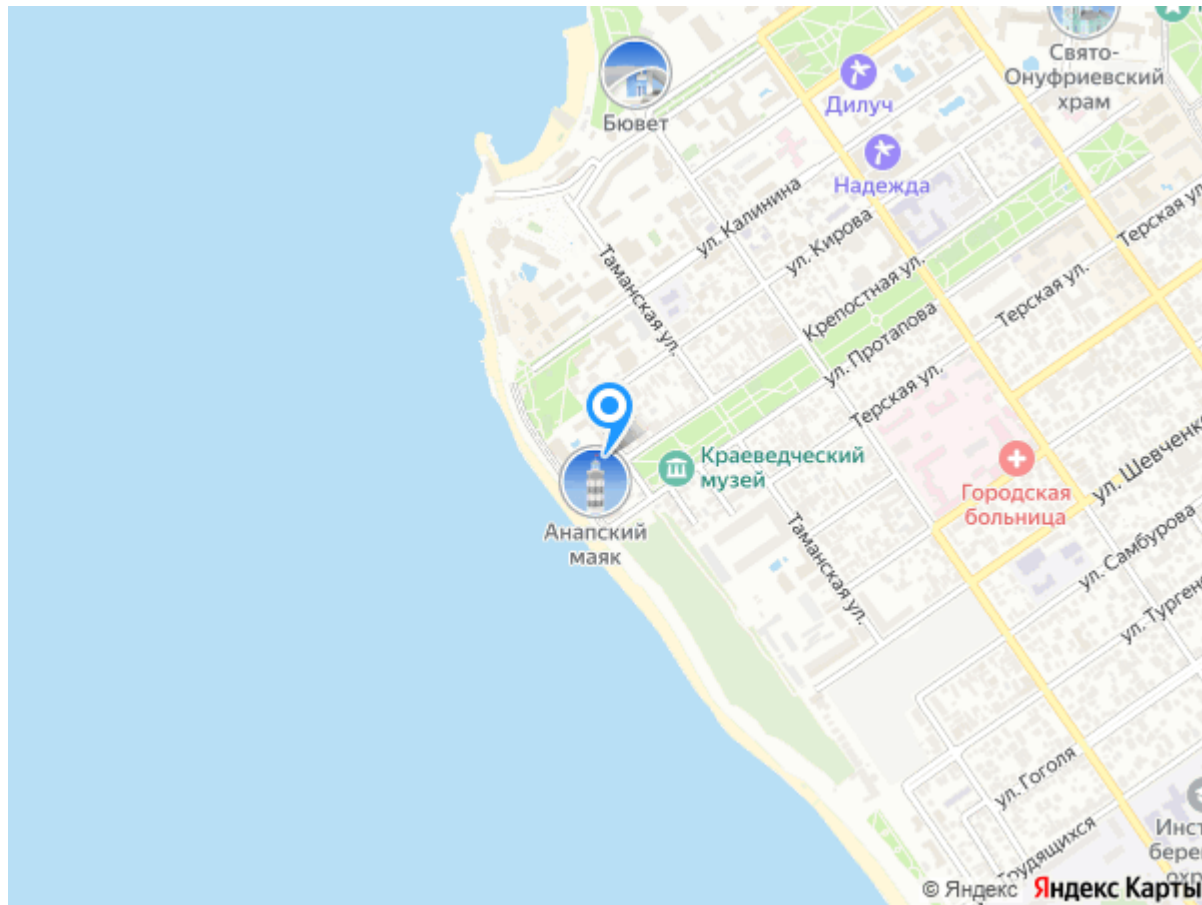 Свято-
Онуфриевский
храм
Дилуч
Бювет
Надежда
ул. Калинина
ул. Кирова
Терская ул.
Таманская ул.
Крепостная ул.
Терская ул.
ул. Протапова
Терская ул.
Краеведческий
музей
ул. Шевченко
Городская
больница
Анапский
маяк
Таманская ул.
ул. Самбурова
ул. Гоголя
© Яндекс Яндекс Карты